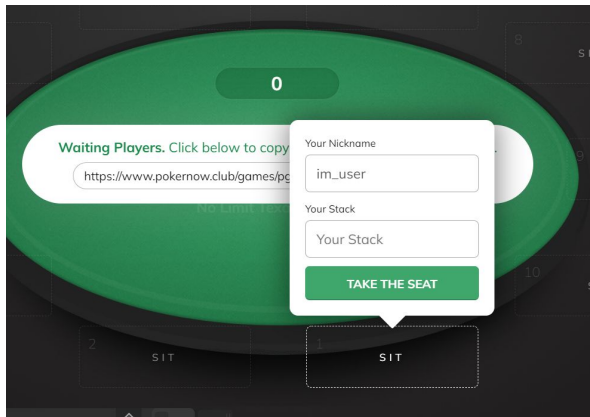 8
S
0
Waiting Players. Click below to copy
Your Nickname
im_user
9
https://www.pokernow.club/games/pg
No Limit Texa
Your Stack
Your Stack
TAKE THE SEAT
10
2
SIT
1
SIT